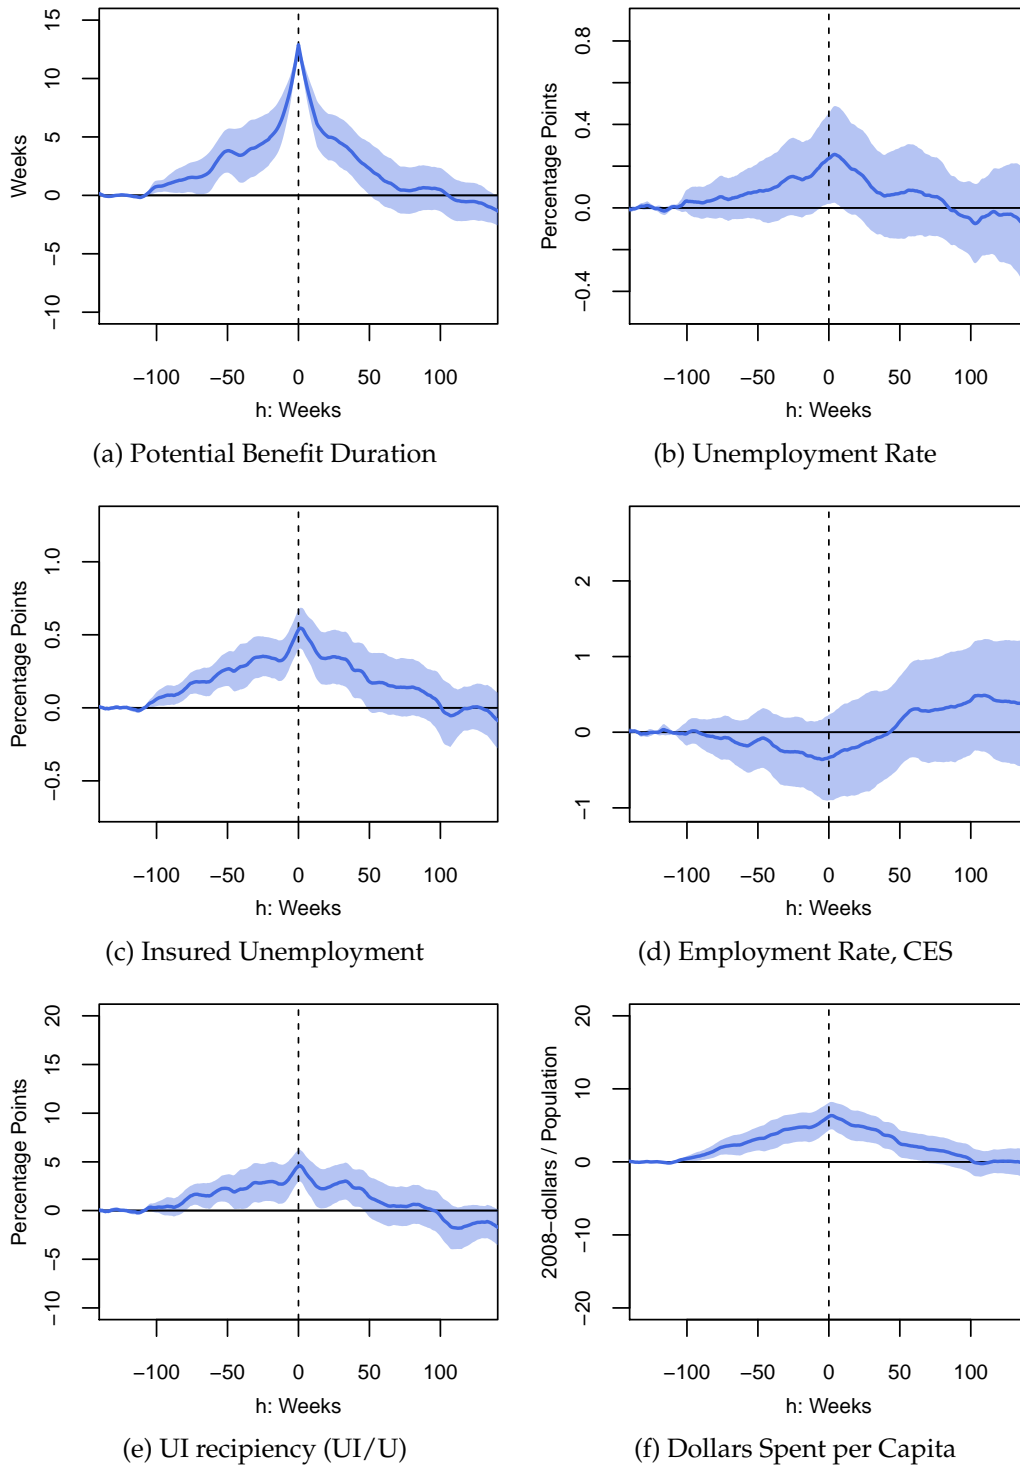 15
10
5
0
−5
−10
Weeks
−100 −50 0 50 100
h: Weeks
(a) Potential Benefit Duration
0.8
0.4
0.0
−0.4
Percentage Points
−100 −50 0 50 100
h: Weeks
(b) Unemployment Rate
1.0
0.5
0.0
−0.5
Percentage Points
−100 −50 0 50 100
h: Weeks
(c) Insured Unemployment
2
1
0
−1
−100 −50 0 50 100
h: Weeks
(d) Employment Rate, CES
20
15
10
5
0
−5
−10
Percentage Points
−100 −50 0 50 100
h: Weeks
(e) UI recipiency (UI/U)
20
10
0
−10
−20
2008−dollars / Population
−100 −50 0 50 100
h: Weeks
(f) Dollars Spent per Capita